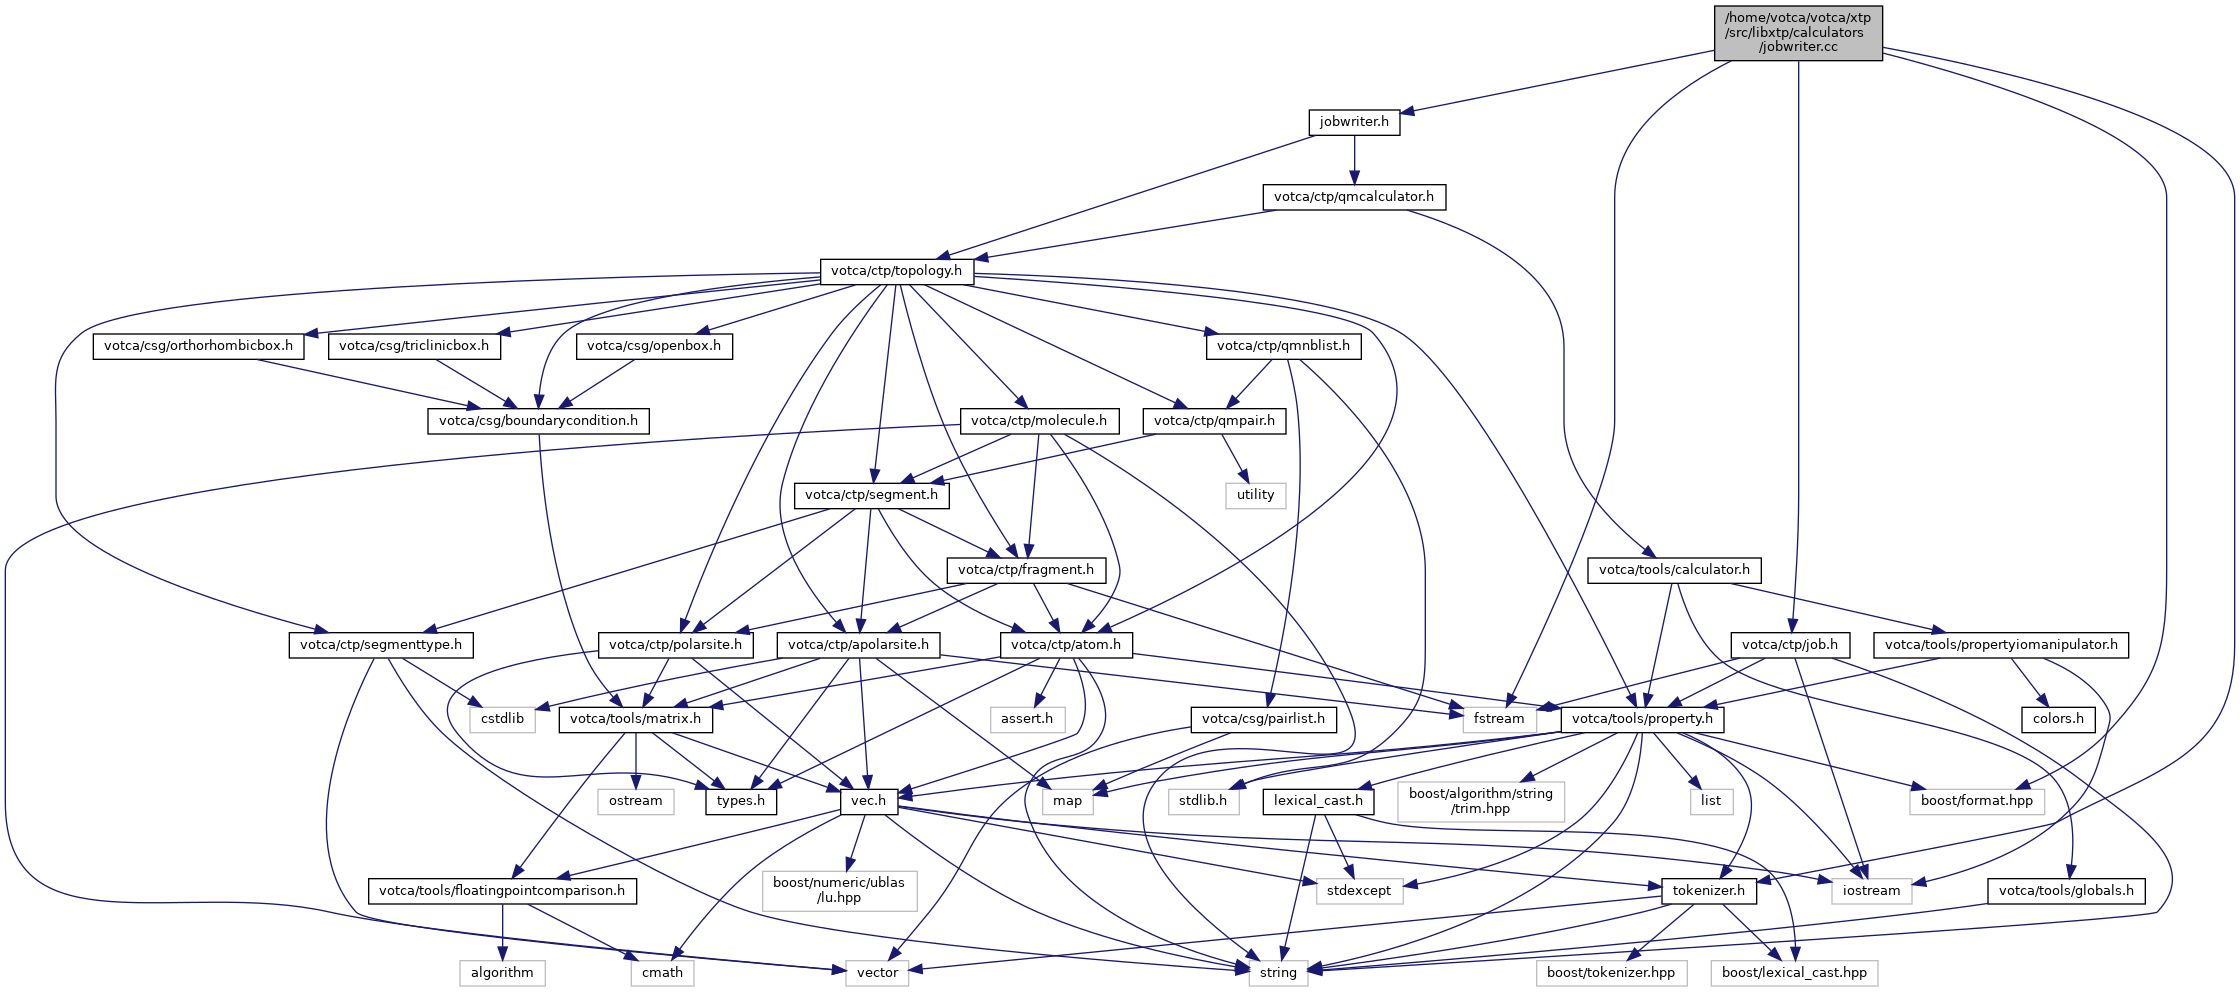 /home/votca/votca/xtp
/src/libxtp/calculators
/jobwriter.cc
jobwriter.h
votca/ctp/qmcalculator.h
votca/ctp/topology.h
votca/csg/orthorhombicbox.h
votca/csg/triclinicbox.h
votca/csg/openbox.h
votca/ctp/qmnblist.h
votca/csg/boundarycondition.h
votca/ctp/molecule.h
votca/ctp/qmpair.h
votca/ctp/segment.h
utility
votca/ctp/fragment.h
votca/tools/calculator.h
votca/ctp/segmenttype.h
votca/ctp/polarsite.h
votca/ctp/apolarsite.h
votca/ctp/atom.h
votca/ctp/job.h
votca/tools/propertyiomanipulator.h
cstdlib
votca/tools/matrix.h
assert.h
votca/csg/pairlist.h
fstream
votca/tools/property.h
colors.h
ostream
types.h
vec.h
map
stdlib.h
lexical_cast.h
boost/algorithm/string
/trim.hpp
list
boost/format.hpp
votca/tools/floatingpointcomparison.h
boost/numeric/ublas
/lu.hpp
stdexcept
tokenizer.h
iostream
votca/tools/globals.h
algorithm
cmath
vector
string
boost/tokenizer.hpp
boost/lexical_cast.hpp